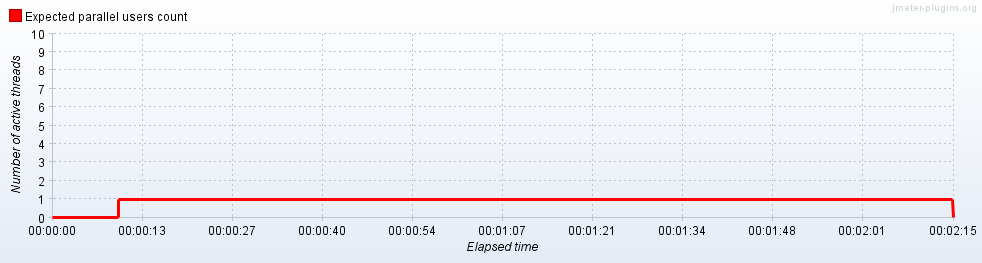 jmeter-plugins.org
Expected parallel users count
10
9
8
7
6
5
4
3
2
1
0
Number of active threads
00:00:00 00:00:13 00:00:27 00:00:40 00:00:54 00:01:07 00:01:21 00:01:34 00:01:48 00:02:01 00:02:15
Elapsed time